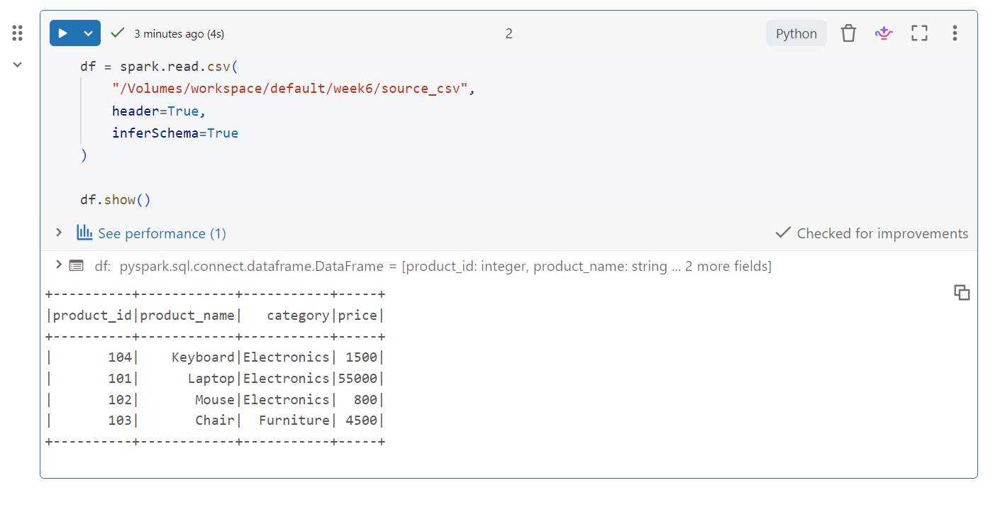 3 minutes ago (4s)
2
Python
df = spark.read.csv(
    "/Volumes/workspace/default/week6/source_csv",
    header=True,
    inferSchema=True
)
df.show()
See performance (1)
Checked for improvements
df: pyspark.sql.connect.dataframe.DataFrame = [product_id: integer, product_name: string ... 2 more fields]
+----------+------------+-----------+-----+
|product_id|product_name|   category|price|
+----------+------------+-----------+-----+
|       104|    Keyboard|Electronics| 1500|
|       101|      Laptop|Electronics|55000|
|       102|       Mouse|Electronics|  800|
|       103|       Chair|  Furniture| 4500|
+----------+------------+-----------+-----+